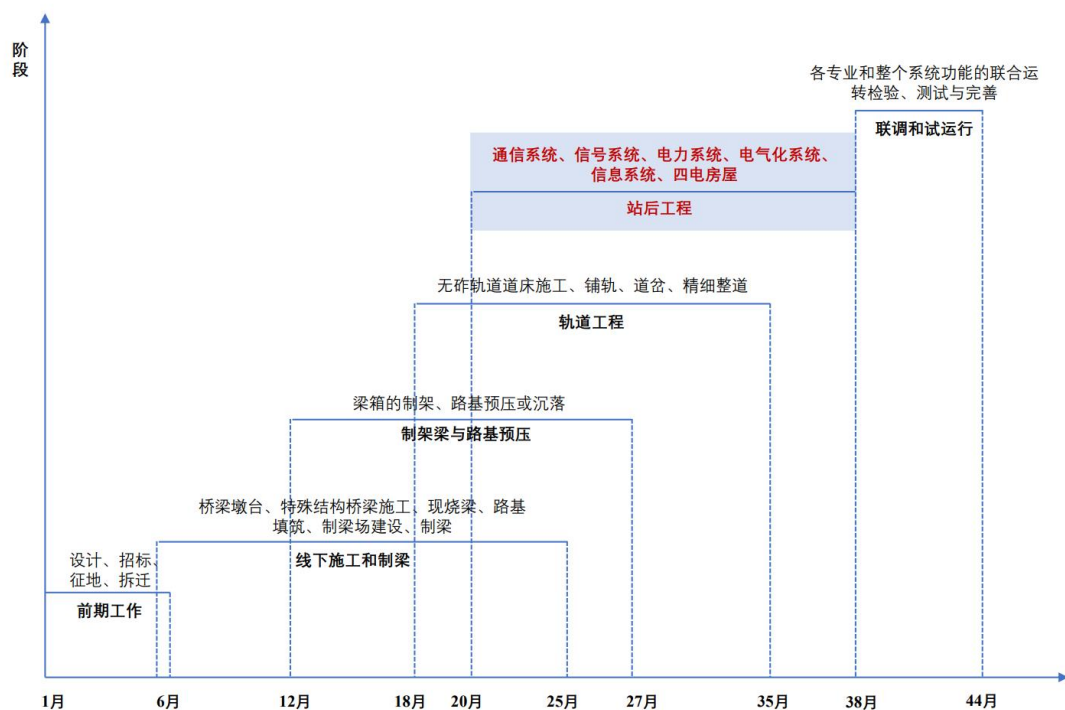 阶
段
各专业和整个系统功能的联合运
转检验、测试与完善
联调和试运行
通信系统、信号系统、电力系统、电气化系统、
信息系统、四电房屋
站后工程
无砟轨道道床施工、铺轨、道岔、精细整道
轨道工程
梁箱的制架、路基预压或沉落
制架梁与路基预压
桥梁墩台、特殊结构桥梁施工、现烧梁、路基
填筑、制梁场建设、制梁
线下施工和制梁
设计、招标、
征地、拆迁
前期工作
1月 6月 12月 18月 20月 25月 27月 35月 38月 44月